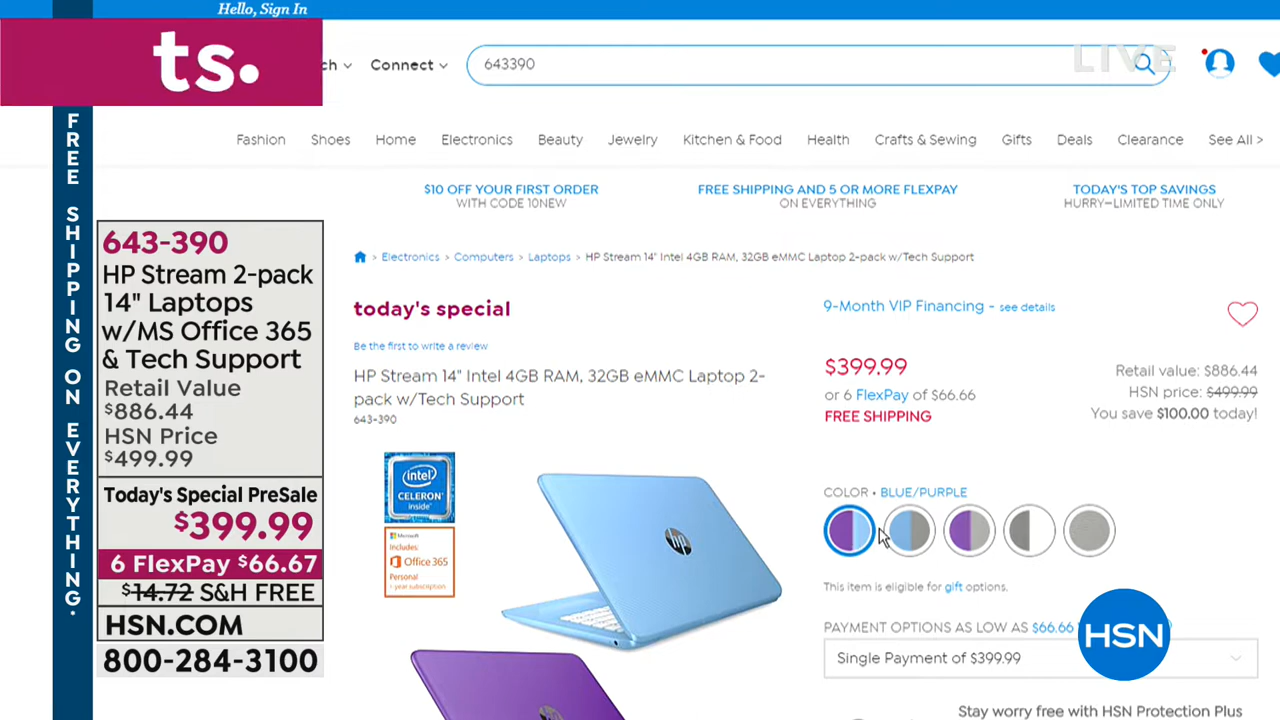 Hello, Sign In
ts.
ch
Connect
643390
LIVE
Fashion
Shoes
Home
Electronics
Beauty
Jewelry
Kitchen & Food
Health
Crafts & Sewing
Gifts
Deals
Clearance
See All >
$10 OFF YOUR FIRST ORDER
WITH CODE 10NEW
FREE SHIPPING AND 5 OR MORE FLEXPAY
ON EVERYTHING
TODAY'S TOP SAVINGS
HURRY—LIMITED TIME ONLY
FREE SHIPPING ON EVERYTHING.
643-390
HP Stream 2-pack
14" Laptops
w/MS Office 365
& Tech Support
Retail Value
$886.44
HSN Price
$499.99
Today's Special PreSale
$399.99
6 FlexPay $66.67
$14.72 S&H FREE
HSN.COM
800-284-3100
> Electronics > Computers > Laptops > HP Stream 14" Intel 4GB RAM, 32GB eMMC Laptop 2-pack w/Tech Support
today's special
Be the first to write a review
HP Stream 14" Intel 4GB RAM, 32GB eMMC Laptop 2-
pack w/Tech Support
643-390
intel
CELERON
inside
Microsoft
Includes:
Office 365
Personal
1-year subscription
hp
9-Month VIP Financing - see details
$399.99
or 6 FlexPay of $66.66
FREE SHIPPING
Retail value: $886.44
HSN price: $499.99
You save $100.00 today!
COLOR • BLUE/PURPLE
This item is eligible for gift options.
PAYMENT OPTIONS AS LOW AS $66.66
Single Payment of $399.99
HSN
Stay worry free with HSN Protection Plus